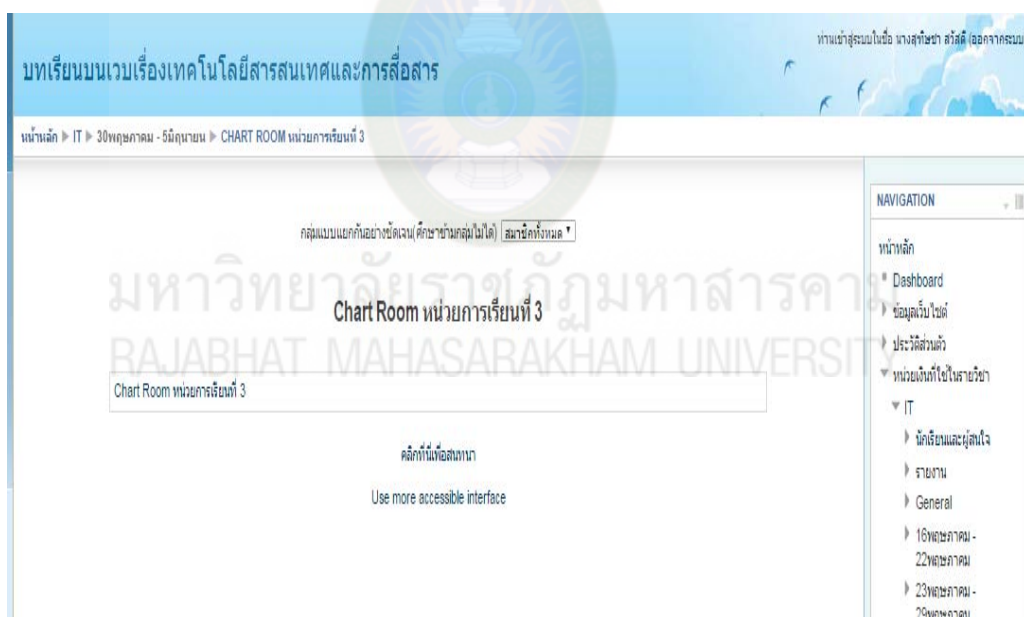 ท่านเข้าสู่ระบบในชื่อ นางสุทิษชา สวัสดี (ออกจากระบบ
บทเรียนบนเวบเรื่องเทคโนโลยีสารสนเทศและการสื่อสาร
หน้าหลัก ▶ IT ▶ 30พฤษภาคม - 5มิถุนายน ▶ CHART ROOM หน่วยการเรียนที่ 3
กลุ่มแบบแยกกันอย่างชัดเจน(ศึกษาข้ามกลุ่มไม่ได้) สมาชิกทั้งหมด
มหาวิทยาลัยราชภัฏมหาสารคาม
Chart Room หน่วยการเรียนที่ 3
RAJABHAT MAHASARAKHAM UNIVERSITY
Chart Room หน่วยการเรียนที่ 3
คลิกที่นี่เพื่อสนทนา
Use more accessible interface
NAVIGATION
หน้าหลัก
Dashboard
ข้อมูลเว็บไซต์
ประวัติส่วนตัว
หน่วยเงินที่ใช้ในรายวิชา
IT
นักเรียนและผู้สนใจ
รายงาน
General
16พฤษภาคม -
22พฤษภาคม
23พฤษภาคม -
29พฤษภาคม